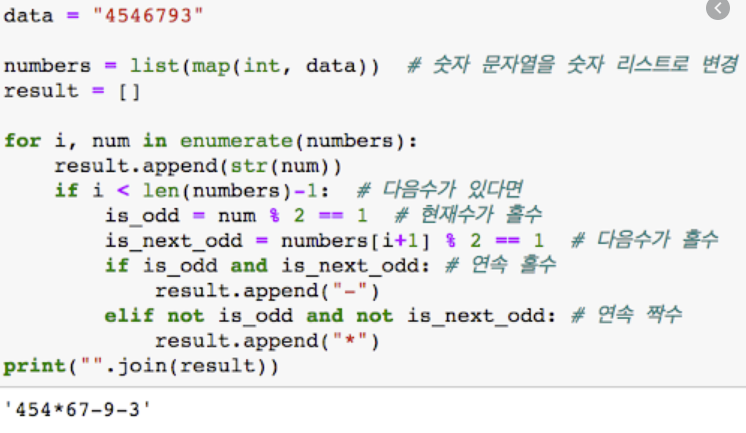 data = "4546793"
numbers = list(map(int, data))  # 숫자 문자열을 숫자 리스트로 변경
result = []
for i, num in enumerate(numbers):
    result.append(str(num))
    if i < len(numbers)-1:  # 다음수가 있다면
        is_odd = num % 2 == 1  # 현재수가 홀수
        is_next_odd = numbers[i+1] % 2 == 1  # 다음수가 홀수
        if is_odd and is_next_odd: # 연속 홀수
            result.append("-")
        elif not is_odd and not is_next_odd: # 연속 짝수
            result.append("*")
print("".join(result))
'454*67-9-3'